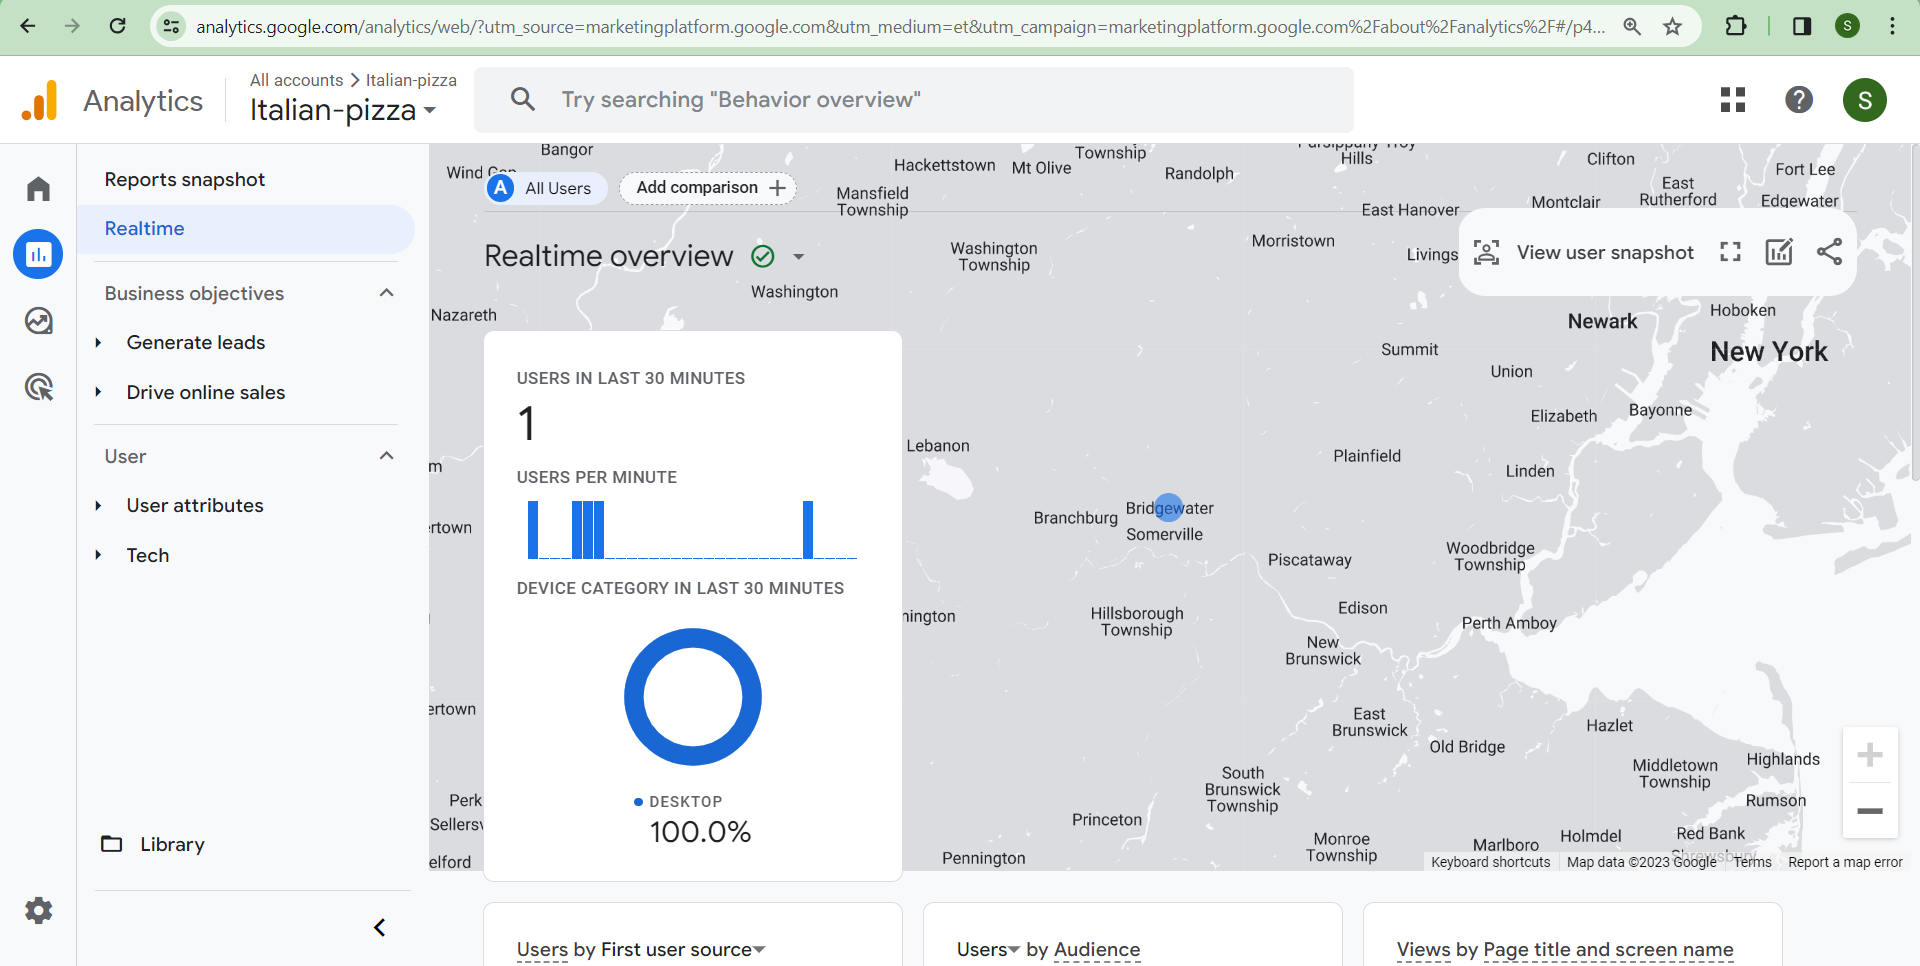 analytics.google.com/analytics/web/?utm_source=marketingplatform.google.com&utm_medium=et&utm_campaign=marketingplatform.google.com%2Fabout%2Fanalytics%2F#/p4...
S
Analytics
All accounts > Italian-pizza
Italian-pizza
Try searching "Behavior overview"
S
Reports snapshot
Realtime
Business objectives
Generate leads
Drive online sales
User
User attributes
Tech
Library
A All Users
Add comparison +
Realtime overview
View user snapshot
USERS IN LAST 30 MINUTES
1
USERS PER MINUTE
DEVICE CATEGORY IN LAST 30 MINUTES
DESKTOP
100.0%
Bangor
Wind
Hackettstown
Mt Olive
Township
Randolph
Hills
Clifton
Fort Lee
Mansfield
Township
East
Rutherford
Edgewater
Montclair
East Hanover
Morristown
Livings
Washington
Township
Washington
Nazareth
Hoboken
Newark
New York
Summit
Union
Elizabeth
Bayonne
Lebanon
Plainfield
Linden
m
Bridgewater
Branchburg
Somerville
ertown
Piscataway
Woodbridge
Township
Edison
Hillsborough
Township
nington
Perth Amboy
New
Brunswick
ertown
East
Brunswick
Hazlet
Old Bridge
Middletown
Township
Highlands
South
Brunswick
Township
Rumson
Perk
Sellersv
Princeton
Red Bank
Holmdel
Monroe
Township
Marlboro
Shrewsbury
elford
Pennington
Keyboard shortcuts
Map data ©2023 Google
Terms
Report a map error
Users by First user source
Users by Audience
Views by Page title and screen name